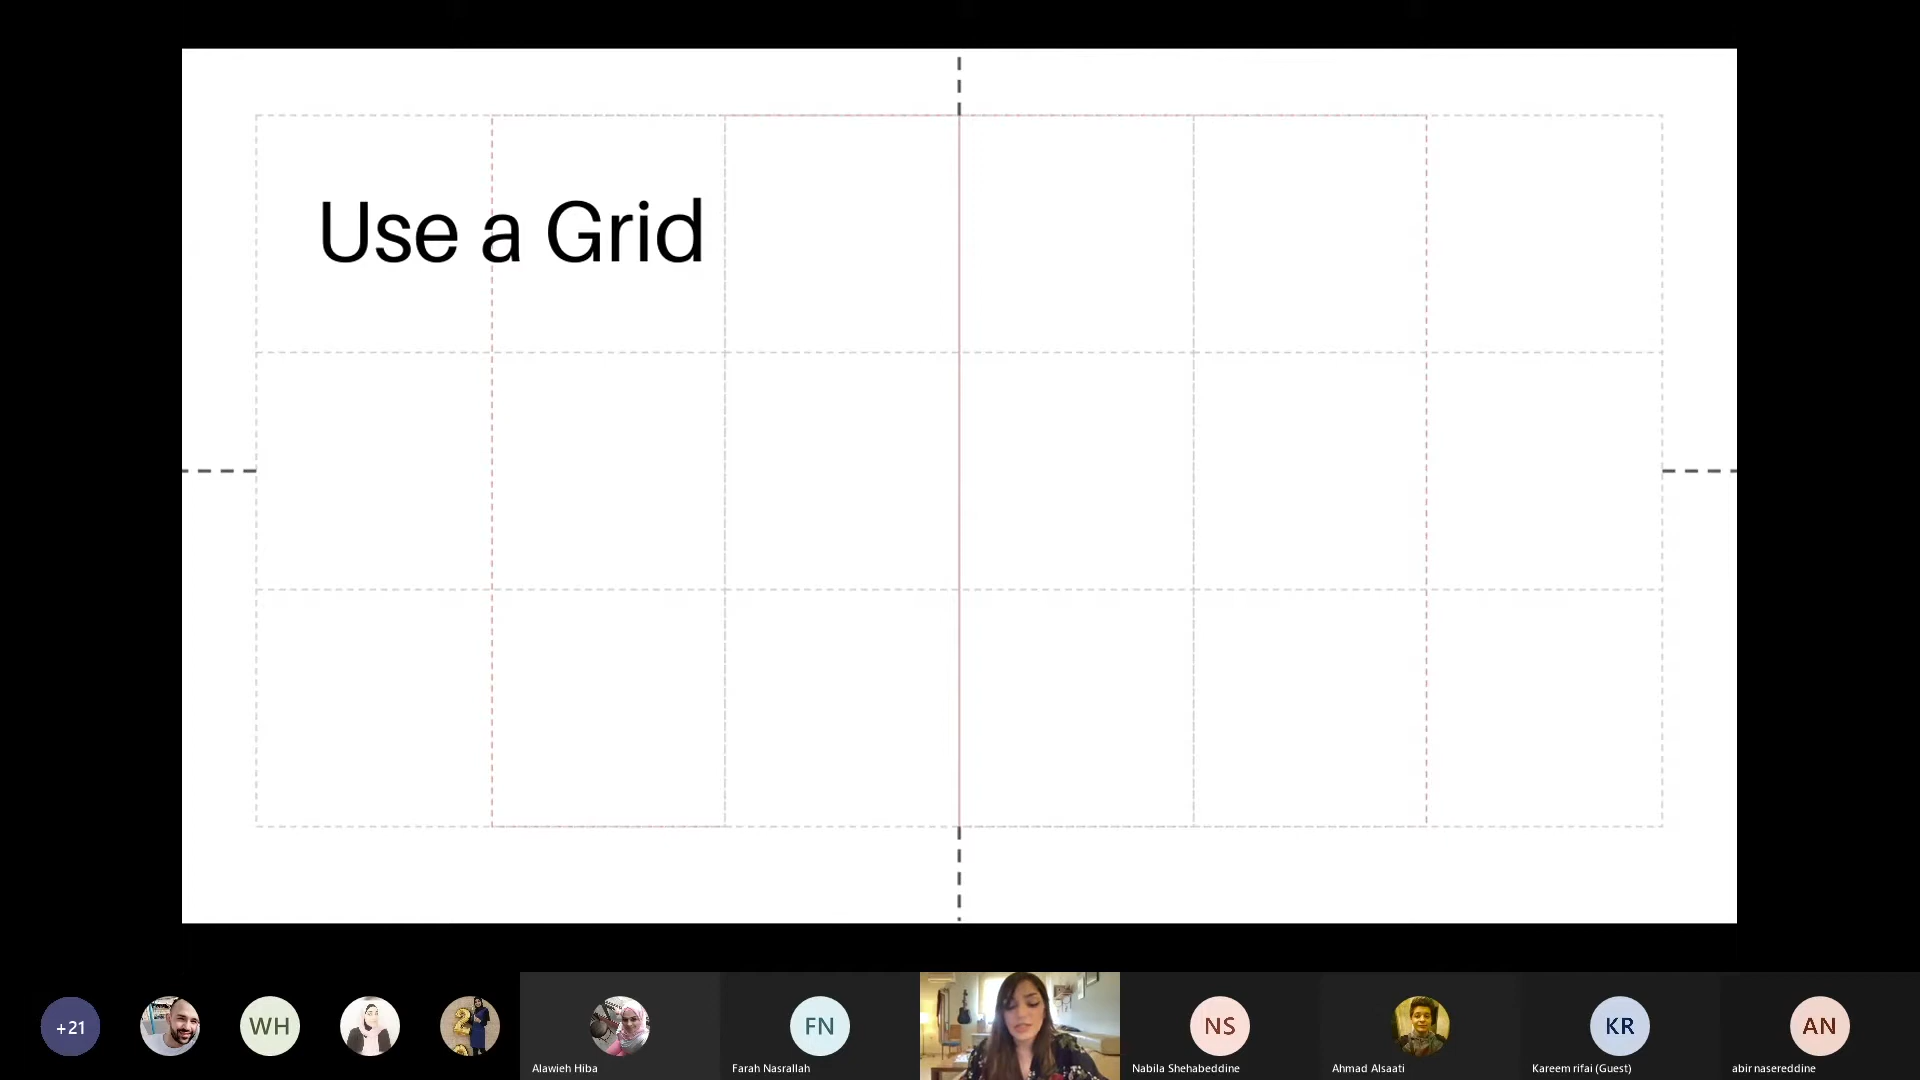 Use a Grid
+21
WH
FN
NS
KR
AN
Alawieh Hiba
Farah Nasrallah
Nabila Shehabeddine
Ahmad Alsaati
Kareem rifai (Guest)
abir nasereddine